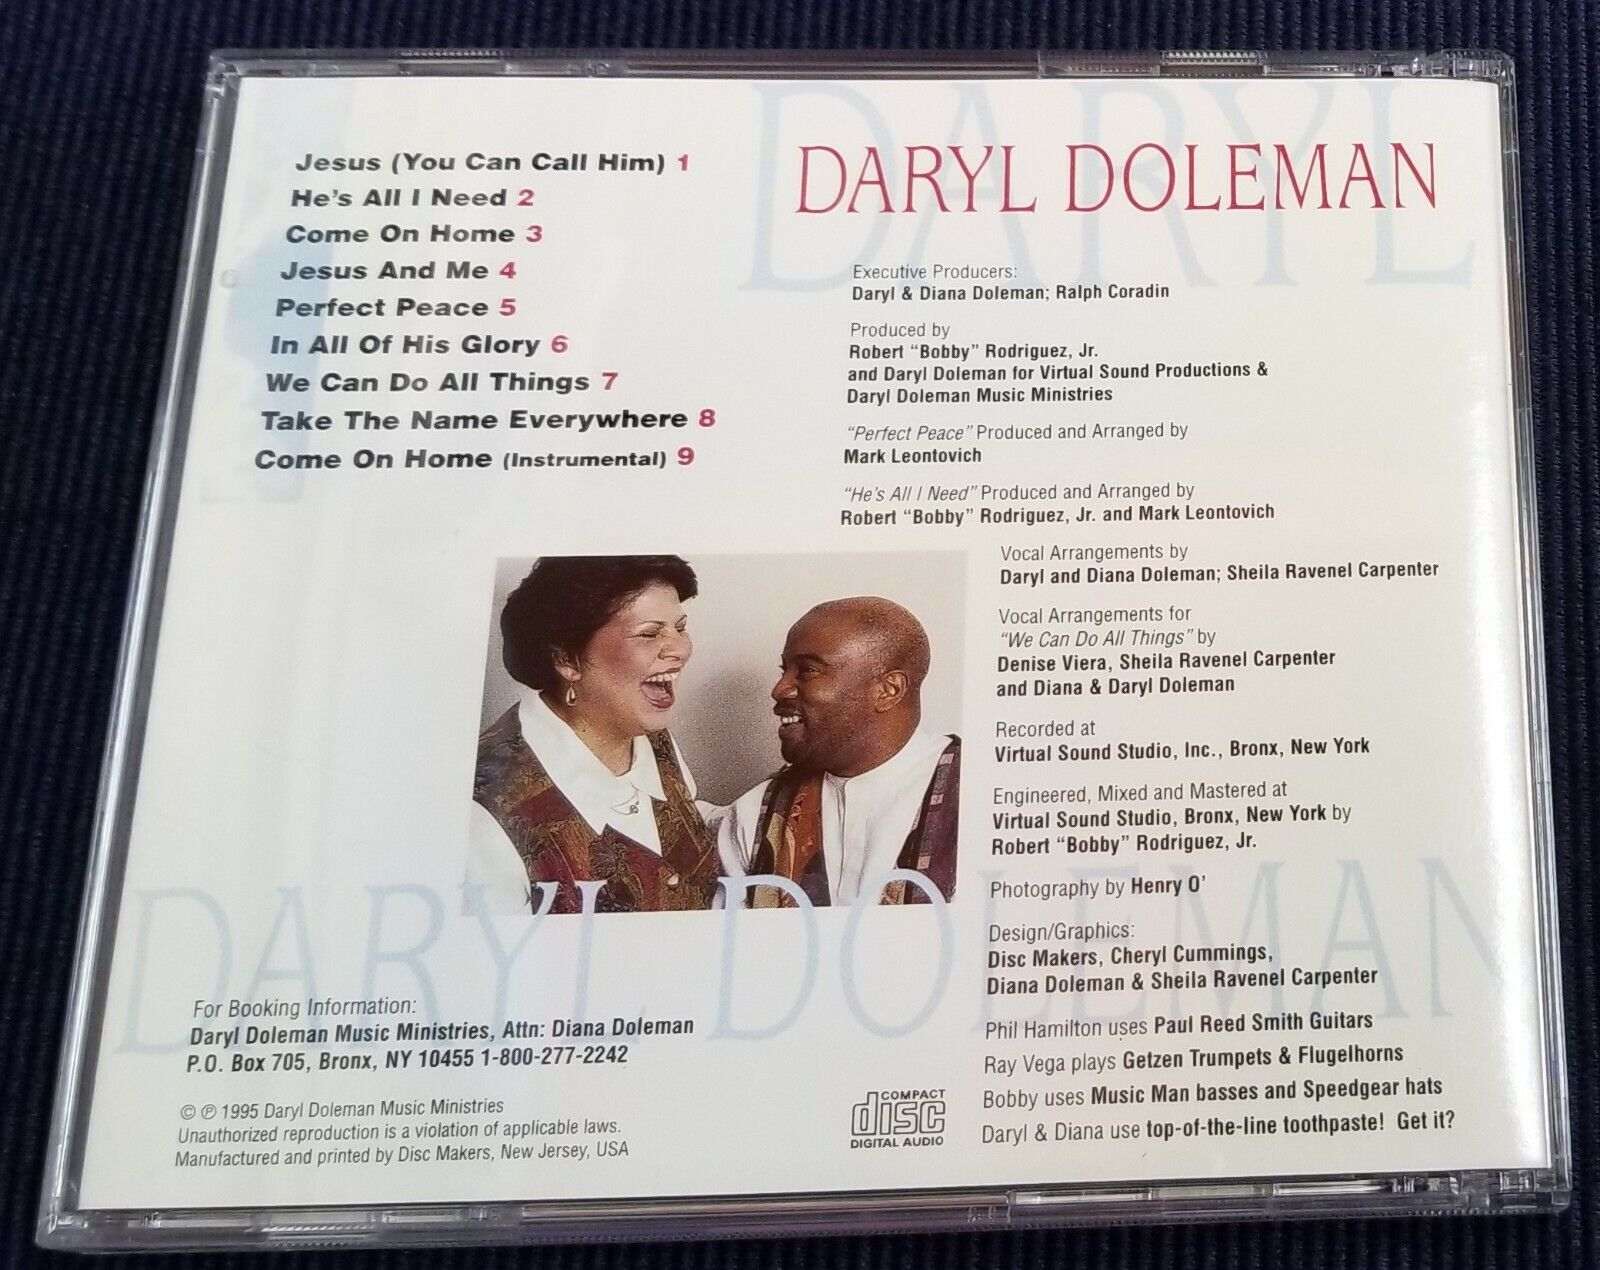 Jesus (You Can Call Him) 1
He's All I Need 2
Come On Home 3
Jesus And Me 4
Perfect Peace 5
In All Of His Glory 6
We Can Do All Things 7
Take The Name Everywhere 8
Come On Home (Instrumental) 9
DARYL
DARYL DOLEMAN
Executive Producers:
Daryl & Diana Doleman; Ralph Coradin
Produced by
Robert "Bobby" Rodriguez, Jr.
and Daryl Doleman for Virtual Sound Productions &
Daryl Doleman Music Ministries
"Perfect Peace" Produced and Arranged by
Mark Leontovich
"He's All I Need" Produced and Arranged by
Robert "Bobby" Rodriguez, Jr. and Mark Leontovich
Vocal Arrangements by
Daryl and Diana Doleman; Sheila Ravenel Carpenter
Vocal Arrangements for
"We Can Do All Things" by
Denise Viera, Sheila Ravenel Carpenter
and Diana & Daryl Doleman
Recorded at
Virtual Sound Studio, Inc., Bronx, New York
Engineered, Mixed and Mastered at
Virtual Sound Studio, Bronx, New York by
Robert "Bobby" Rodriguez, Jr.
Photography by Henry O'
Design/Graphics:
Disc Makers, Cheryl Cummings,
Diana Doleman & Sheila Ravenel Carpenter
Phil Hamilton uses Paul Reed Smith Guitars
Ray Vega plays Getzen Trumpets & Flugelhorns
Bobby uses Music Man basses and Speedgear hats
Daryl & Diana use top-of-the-line toothpaste! Get it?
DARYL DOLEMAN
For Booking Information:
Daryl Doleman Music Ministries, Attn: Diana Doleman
P.O. Box 705, Bronx, NY 10455 1-800-277-2242
© ℗ 1995 Daryl Doleman Music Ministries
Unauthorized reproduction is a violation of applicable laws.
Manufactured and printed by Disc Makers, New Jersey, USA
COMPACT
disc
DIGITAL AUDIO